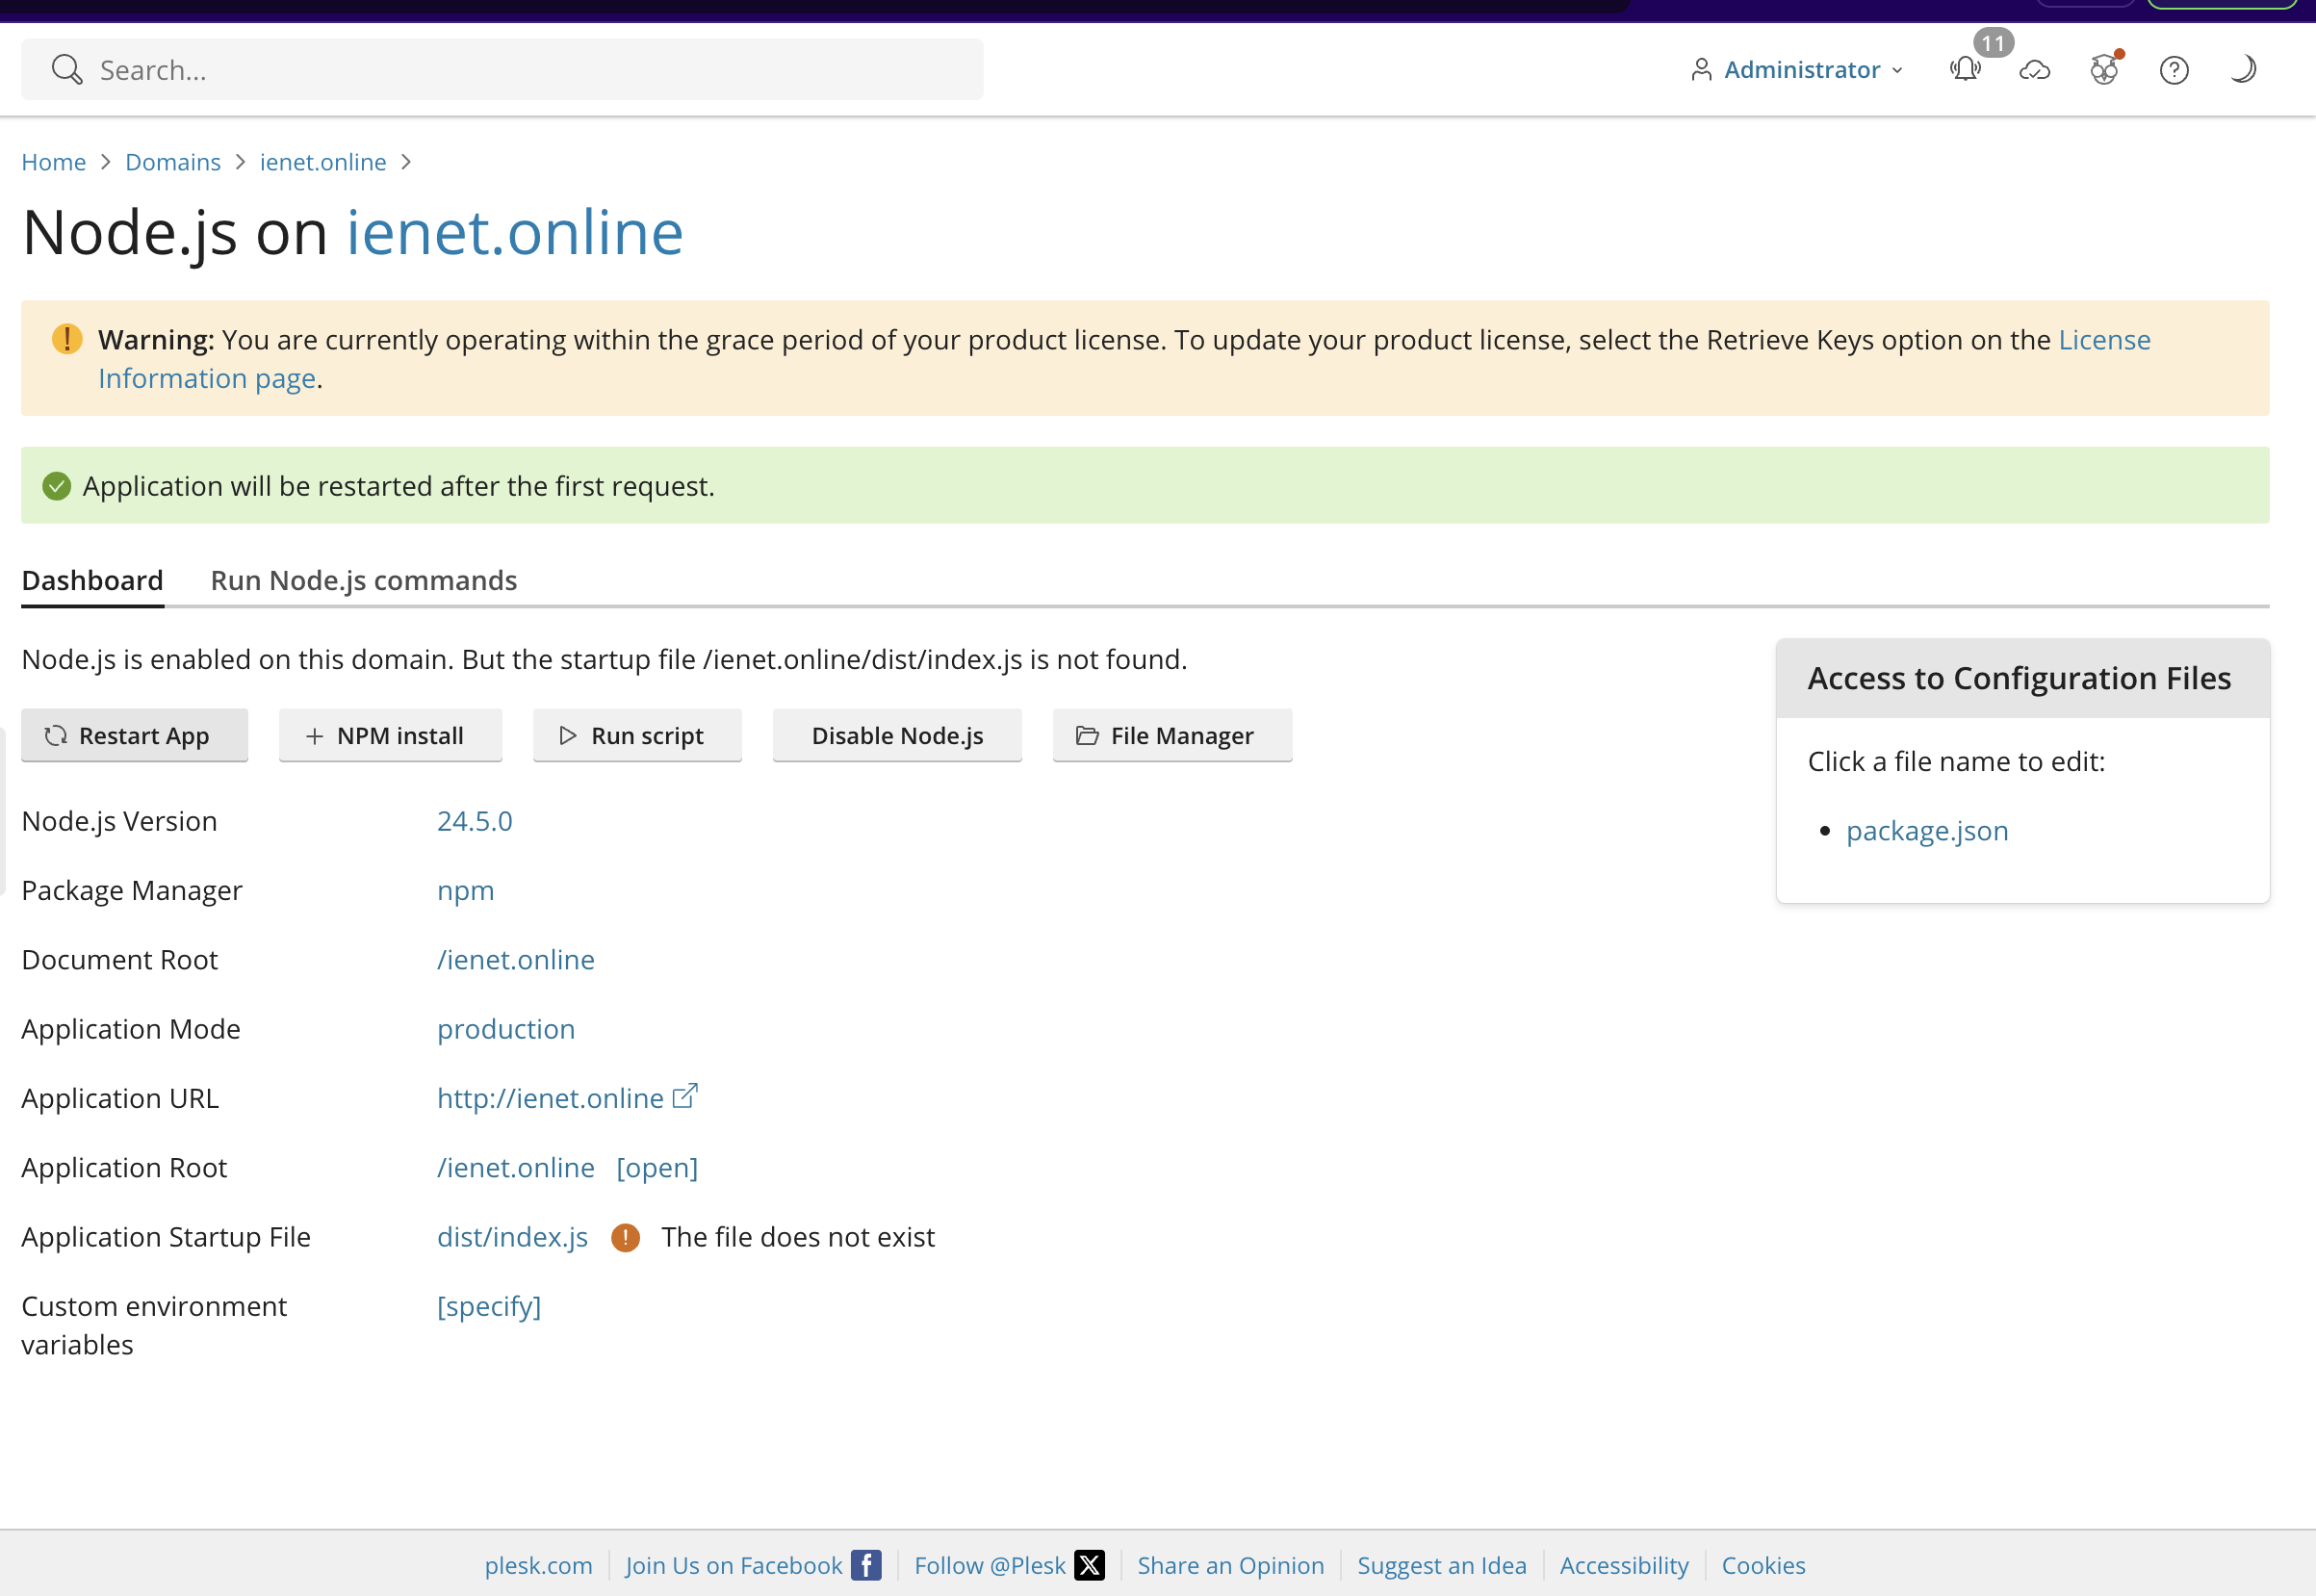 Search...
Administrator
11
Home > Domains > ienet.online >
Node.js on ienet.online
Warning: You are currently operating within the grace period of your product license. To update your product license, select the Retrieve Keys option on the License
Information page.
Application will be restarted after the first request.
Dashboard Run Node.js commands
Node.js is enabled on this domain. But the startup file /ienet.online/dist/index.js is not found.
Restart App + NPM install Run script Disable Node.js File Manager
Node.js Version 24.5.0
Package Manager npm
Document Root /ienet.online
Application Mode production
Application URL http://ienet.online
Application Root /ienet.online [open]
Application Startup File dist/index.js ! The file does not exist
Custom environment
variables
[specify]
Access to Configuration Files
Click a file name to edit:
• package.json
plesk.com Join Us on Facebook Follow @Plesk Share an Opinion Suggest an Idea Accessibility Cookies